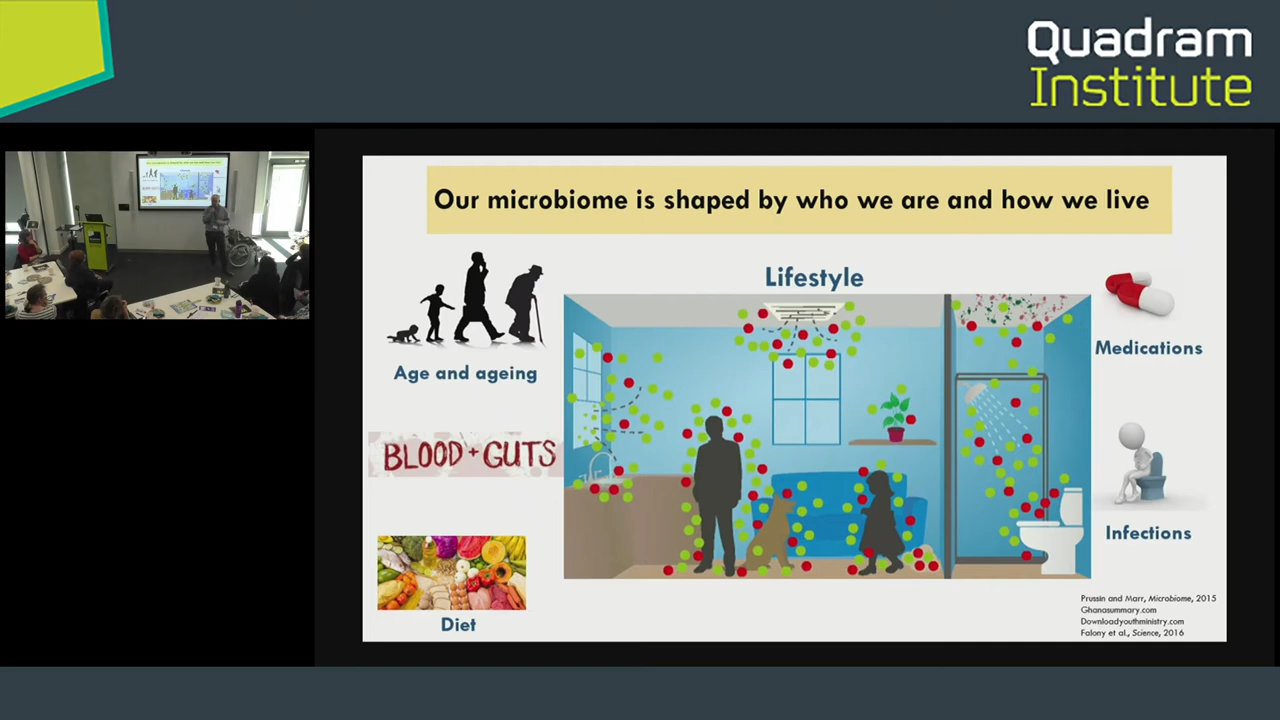 Quadram
Institute
Our microbiome is shaped by who we are and how we live
Lifestyle
Age and ageing
Medications
BLOOD + GUTS
Infections
Diet
Prussin and Marr, Microbiome, 2015
Ghanasummary.com
Downloadyouthministry.com
Falony et al., Science, 2016